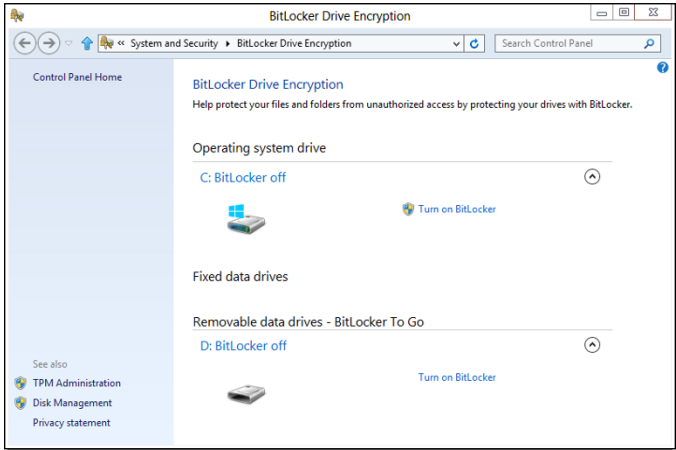 BitLocker Drive Encryption
« System and Security ▸ BitLocker Drive Encryption
Search Control Panel
Control Panel Home
BitLocker Drive Encryption
Help protect your files and folders from unauthorized access by protecting your drives with BitLocker.
Operating system drive
C: BitLocker off
Turn on BitLocker
Fixed data drives
Removable data drives - BitLocker To Go
D: BitLocker off
Turn on BitLocker
See also
TPM Administration
Disk Management
Privacy statement